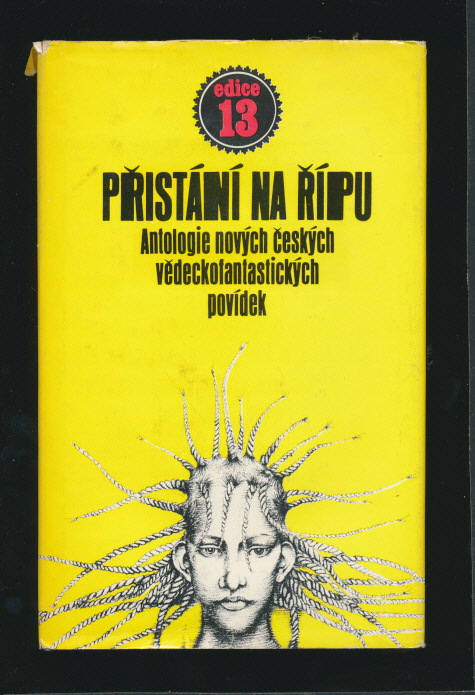 edice
13
PŘISTÁNÍ NA ŘÍPU
Antologie nových českých
vědeckofantastických
povídek